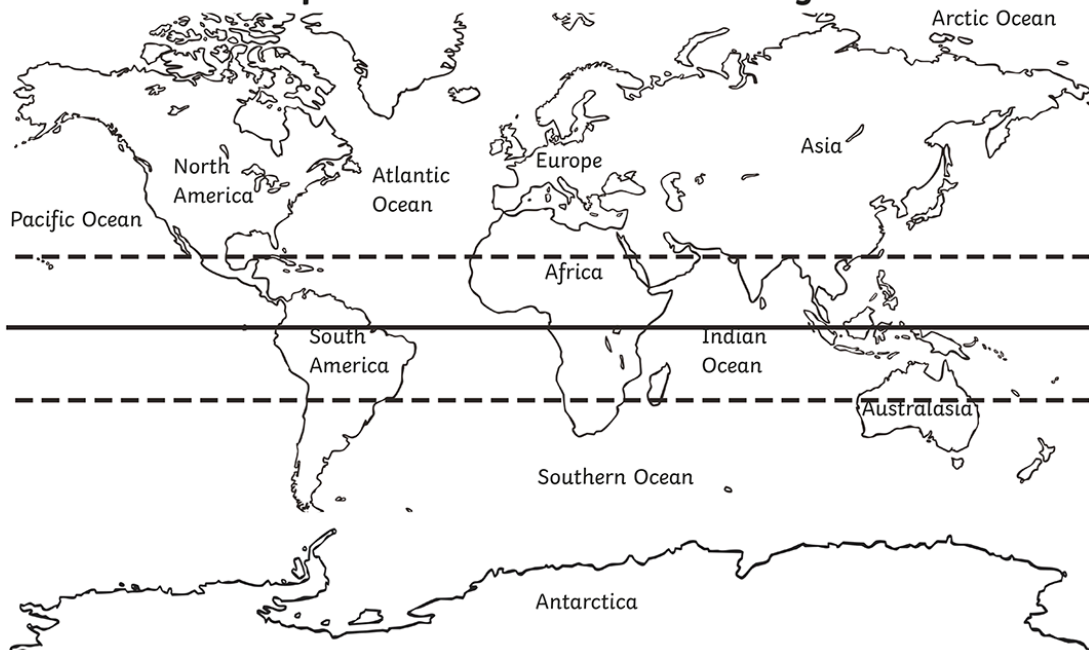 Arctic Ocean
Asia
Europe
North
America
Atlantic
Ocean
Pacific Ocean
Africa
South
America
Indian
Ocean
Australasia
Southern Ocean
Antarctica